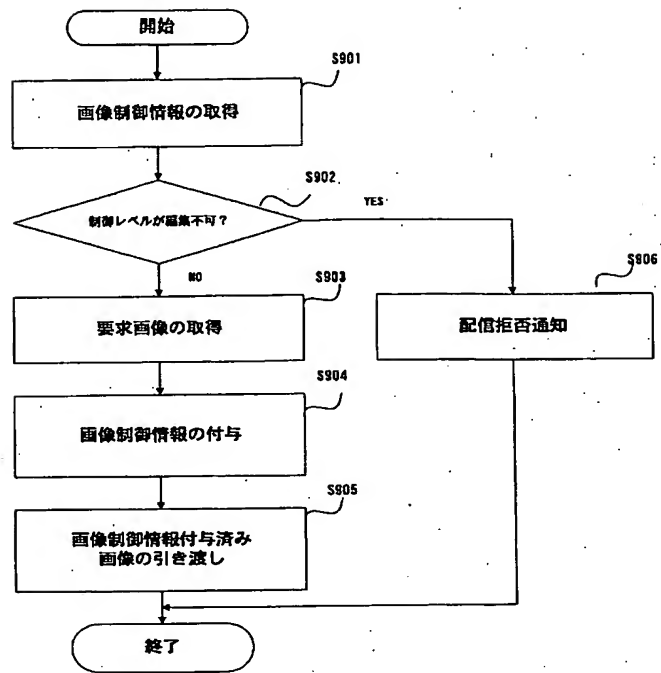 開始
S901
画像制御情報の取得
S902
制御レベルが編集不可?
YES
NO
S903
要求画像の取得
S906
配信拒否通知
S904
画像制御情報の付与
S905
画像制御情報付与済み
画像の引き渡し
終了